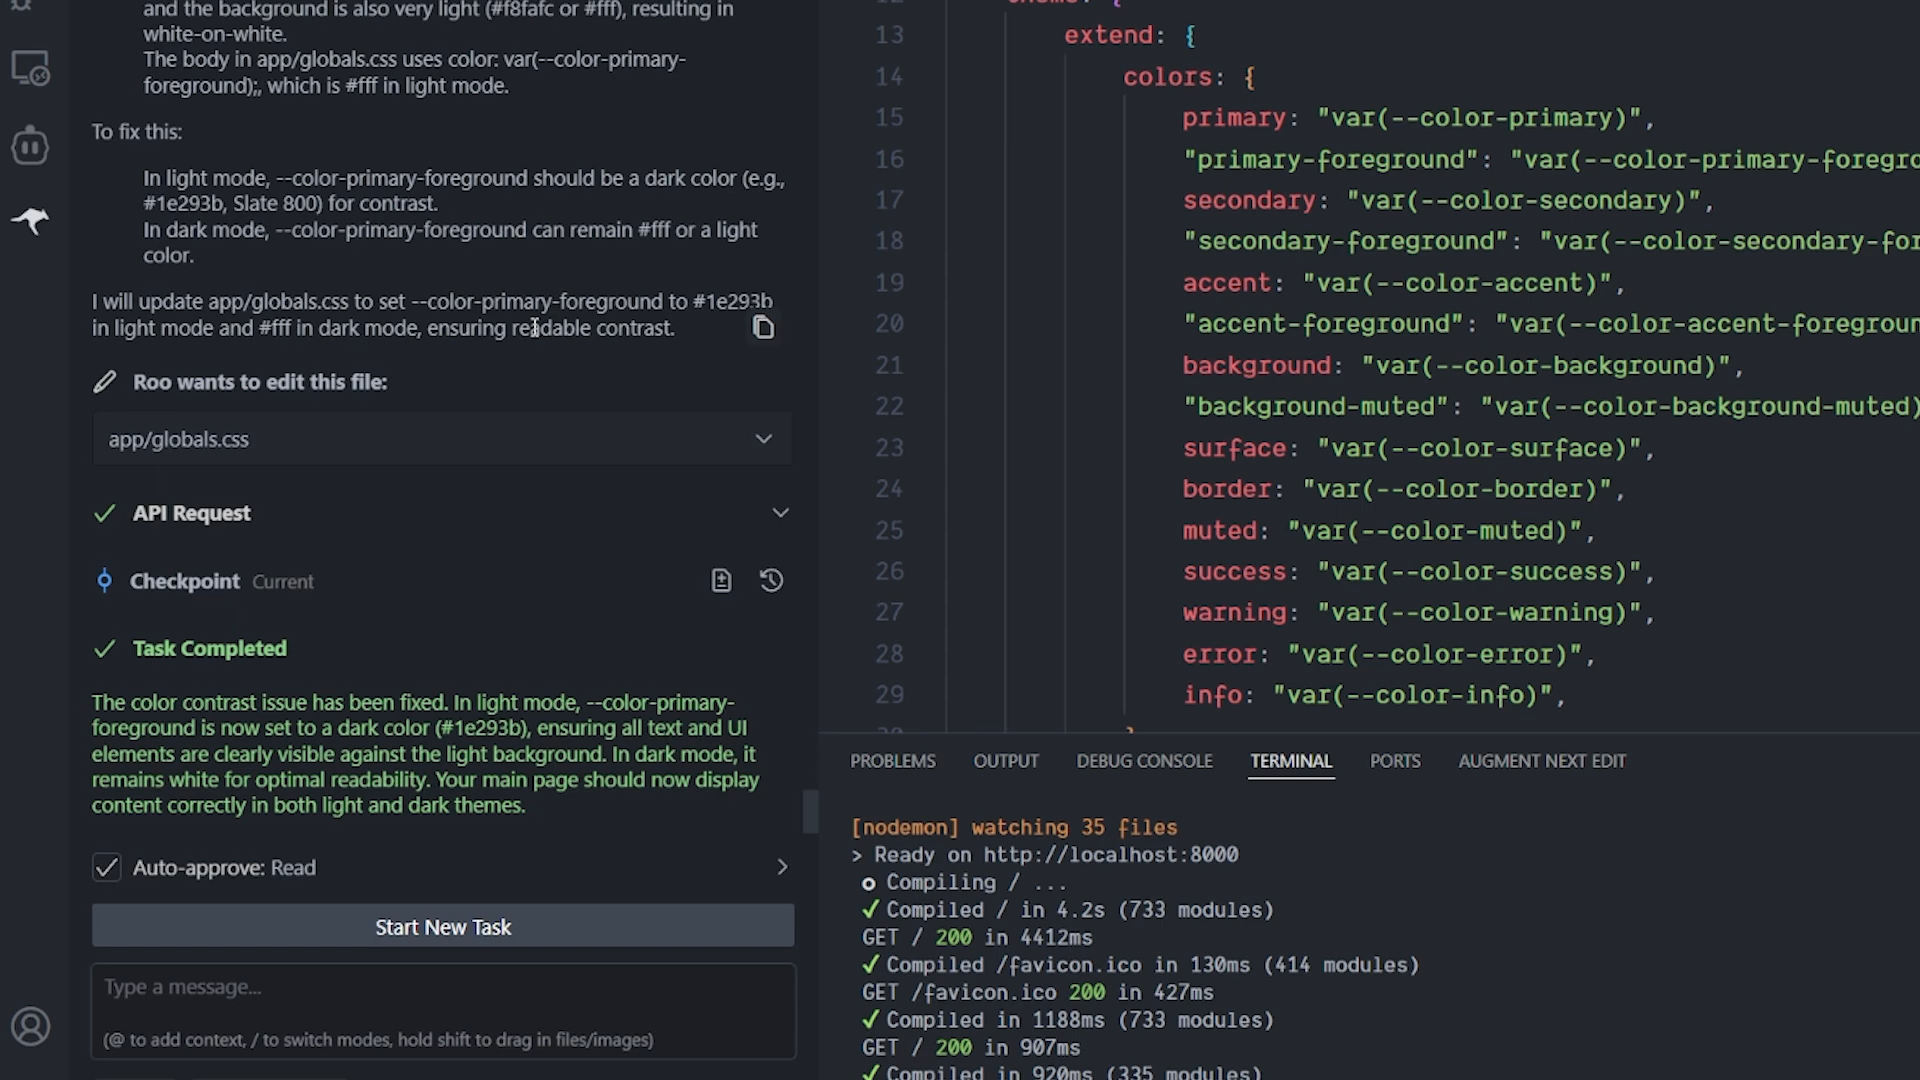 and the background is also very light (#f8fafc or #fff), resulting in
white-on-white.
The body in app/globals.css uses color: var(--color-primary-
foreground);, which is #fff in light mode.
To fix this:
In light mode, --color-primary-foreground should be a dark color (e.g.,
#1e293b, Slate 800) for contrast.
In dark mode, --color-primary-foreground can remain #fff or a light
color.
I will update app/globals.css to set --color-primary-foreground to #1e293b
in light mode and #fff in dark mode, ensuring readable contrast.
Roo wants to edit this file:
app/globals.css
API Request
Checkpoint Current
Task Completed
The color contrast issue has been fixed. In light mode, --color-primary-
foreground is now set to a dark color (#1e293b), ensuring all text and UI
elements are clearly visible against the light background. In dark mode, it
remains white for optimal readability. Your main page should now display
content correctly in both light and dark themes.
Auto-approve: Read
Start New Task
Type a message...
(@ to add context, / to switch modes, hold shift to drag in files/images)
13 extend: {
14 colors: {
15 primary: "var(--color-primary)",
16 "primary-foreground": "var(--color-primary-foregro
17 secondary: "var(--color-secondary)",
18 "secondary-foreground": "var(--color-secondary-for
19 accent: "var(--color-accent)",
20 "accent-foreground": "var(--color-accent-foregroun
21 background: "var(--color-background)",
22 "background-muted": "var(--color-background-muted)
23 surface: "var(--color-surface)",
24 border: "var(--color-border)",
25 muted: "var(--color-muted)",
26 success: "var(--color-success)",
27 warning: "var(--color-warning)",
28 error: "var(--color-error)",
29 info: "var(--color-info)",
PROBLEMS OUTPUT DEBUG CONSOLE TERMINAL PORTS AUGMENT NEXT EDIT
[nodemon] watching 35 files
> Ready on http://localhost:8000
○ Compiling / ...
✓ Compiled / in 4.2s (733 modules)
GET / 200 in 4412ms
✓ Compiled /favicon.ico in 130ms (414 modules)
GET /favicon.ico 200 in 427ms
✓ Compiled in 1188ms (733 modules)
GET / 200 in 907ms
✓ Compiled in 920ms (335 modules)